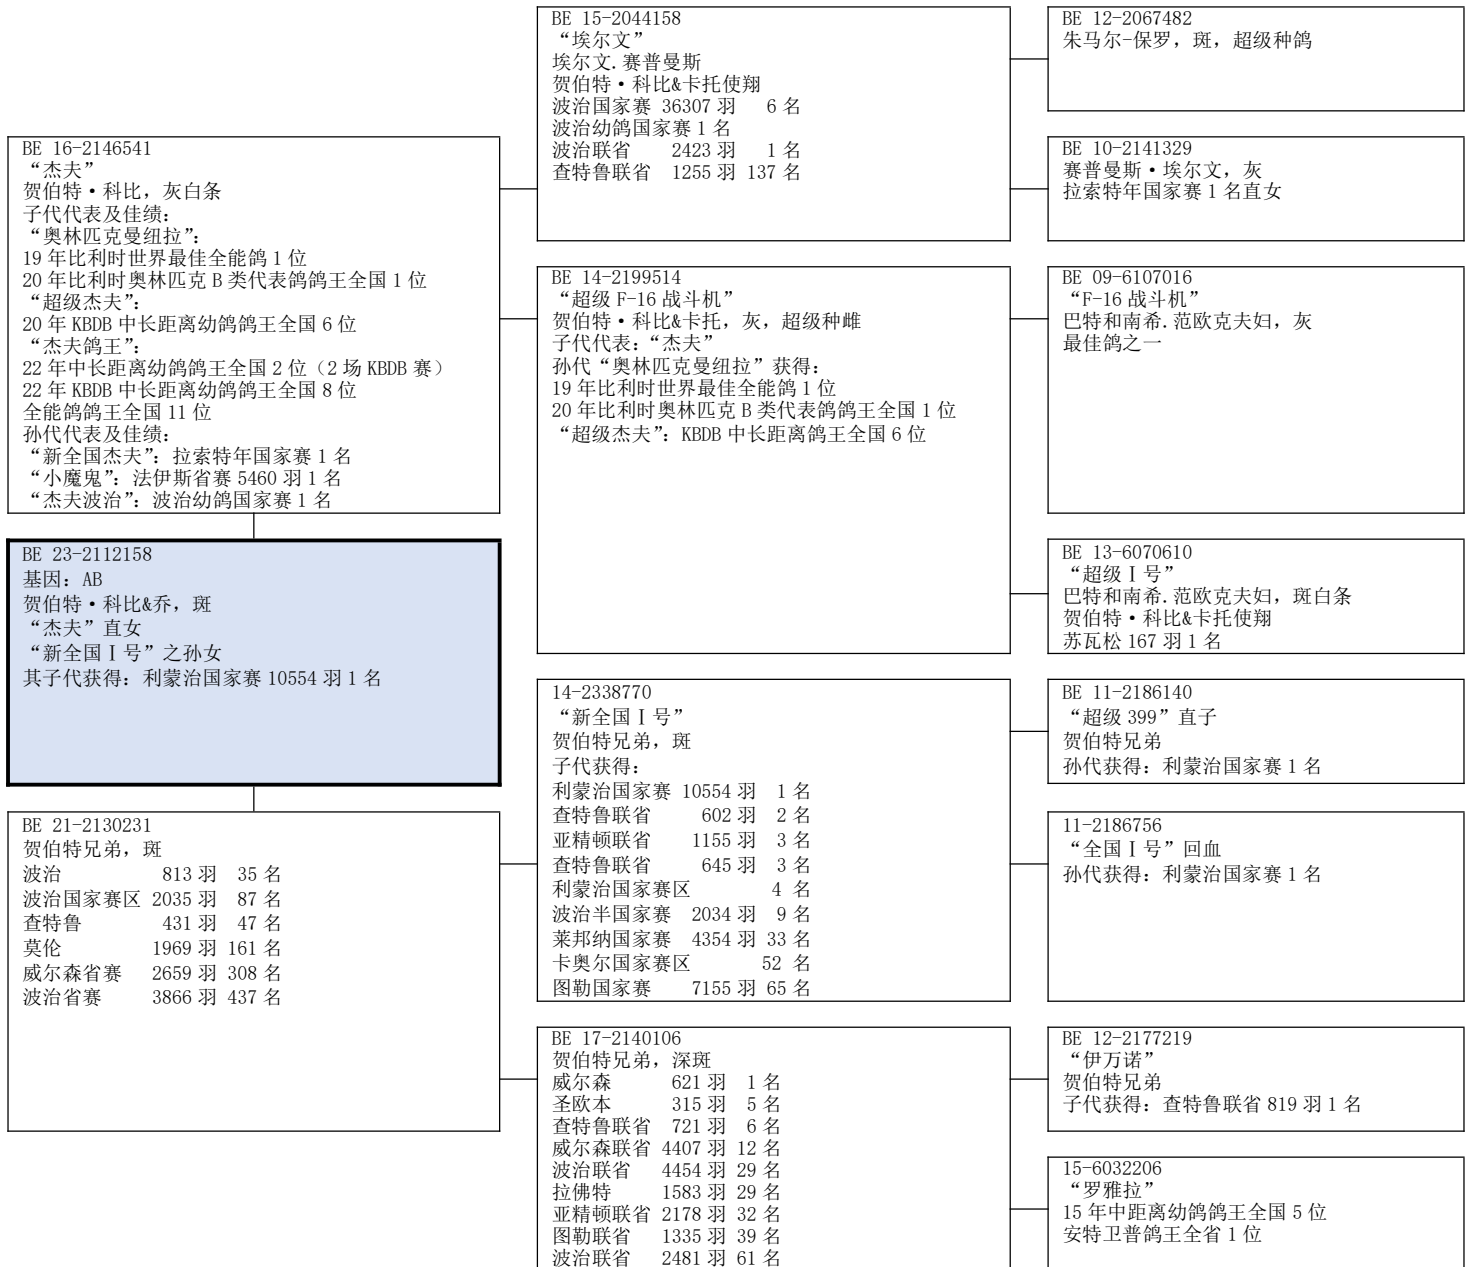 BE 16-2146541
“杰夫”
贺伯特·科比，灰白条
子代代表及佳绩：
“奥林匹克曼纽拉”：
19 年比利时世界最佳全能鸽 1 位
20 年比利时奥林匹克 B 类代表鸽鸽王全国 1 位
“超级杰夫”：
20 年 KBDB 中长距离幼鸽鸽王全国 6 位
“杰夫鸽王”：
22 年中长距离幼鸽鸽王全国 2 位（2 场 KBDB 赛）
22 年 KBDB 中长距离幼鸽鸽王全国 8 位
全能鸽鸽王全国 11 位
孙代代表及佳绩：
“新全国杰夫”：拉索特年国家赛 1 名
“小魔鬼”：法伊斯省赛 5460 羽 1 名
“杰夫波治”：波治幼鸽国家赛 1 名
BE 23-2112158
基因：AB
贺伯特·科比&乔，斑
“杰夫”直女
“新全国Ⅰ号”之孙女
其子代获得：利蒙治国家赛 10554 羽 1 名
BE 21-2130231
贺伯特兄弟，斑
波治 813 羽 35 名
波治国家赛区 2035 羽 87 名
查特鲁 431 羽 47 名
莫伦 1969 羽 161 名
威尔森省赛 2659 羽 308 名
波治省赛 3866 羽 437 名
BE 15-2044158
“埃尔文”
埃尔文.赛普曼斯
贺伯特·科比&卡托使翔
波治国家赛 36307 羽 6 名
波治幼鸽国家赛 1 名
波治联省 2423 羽 1 名
查特鲁联省 1255 羽 137 名
BE 14-2199514
“超级 F-16 战斗机”
贺伯特·科比&卡托，灰，超级种雌
子代代表：“杰夫”
孙代“奥林匹克曼纽拉”获得：
19 年比利时世界最佳全能鸽 1 位
20 年比利时奥林匹克 B 类代表鸽鸽王全国 1 位
“超级杰夫”：KBDB 中长距离鸽王全国 6 位
14-2338770
“新全国Ⅰ号”
贺伯特兄弟，斑
子代获得：
利蒙治国家赛 10554 羽 1 名
查特鲁联省 602 羽 2 名
亚精顿联省 1155 羽 3 名
查特鲁联省 645 羽 3 名
利蒙治国家赛区 4 名
波治半国家赛 2034 羽 9 名
莱邦纳国家赛 4354 羽 33 名
卡奥尔国家赛区 52 名
图勒国家赛 7155 羽 65 名
BE 17-2140106
贺伯特兄弟，深斑
威尔森 621 羽 1 名
圣欧本 315 羽 5 名
查特鲁联省 721 羽 6 名
威尔森联省 4407 羽 12 名
波治联省 4454 羽 29 名
拉佛特 1583 羽 29 名
亚精顿联省 2178 羽 32 名
图勒联省 1335 羽 39 名
波治联省 2481 羽 61 名
BE 12-2067482
朱马尔-保罗，斑，超级种鸽
BE 10-2141329
赛普曼斯·埃尔文，灰
拉索特年国家赛 1 名直女
BE 09-6107016
“F-16 战斗机”
巴特和南希.范欧克夫妇，灰
最佳鸽之一
BE 13-6070610
“超级Ⅰ号”
巴特和南希.范欧克夫妇，斑白条
贺伯特·科比&卡托使翔
苏瓦松 167 羽 1 名
BE 11-2186140
“超级 399”直子
贺伯特兄弟
孙代获得：利蒙治国家赛 1 名
11-2186756
“全国Ⅰ号”回血
孙代获得：利蒙治国家赛 1 名
BE 12-2177219
“伊万诺”
贺伯特兄弟
子代获得：查特鲁联省 819 羽 1 名
15-6032206
“罗雅拉”
15 年中距离幼鸽鸽王全国 5 位
安特卫普鸽王全省 1 位